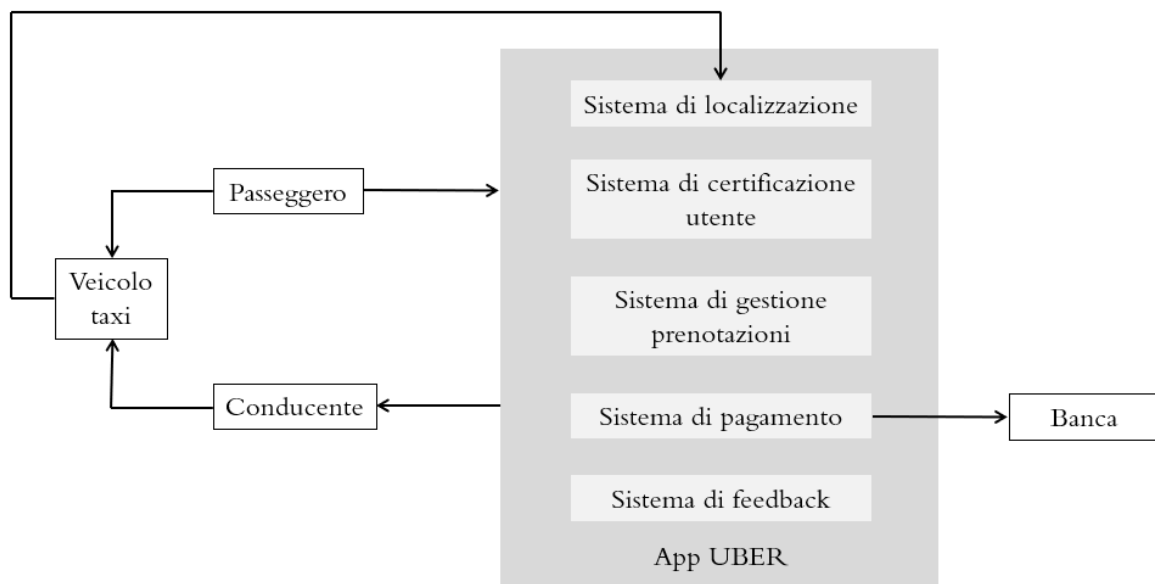 Sistema di localizzazione
Passeggero
Sistema di certificazione
utente
Veicolo
taxi
Sistema di gestione
prenotazioni
Conducente
Sistema di pagamento
Banca
Sistema di feedback
App UBER